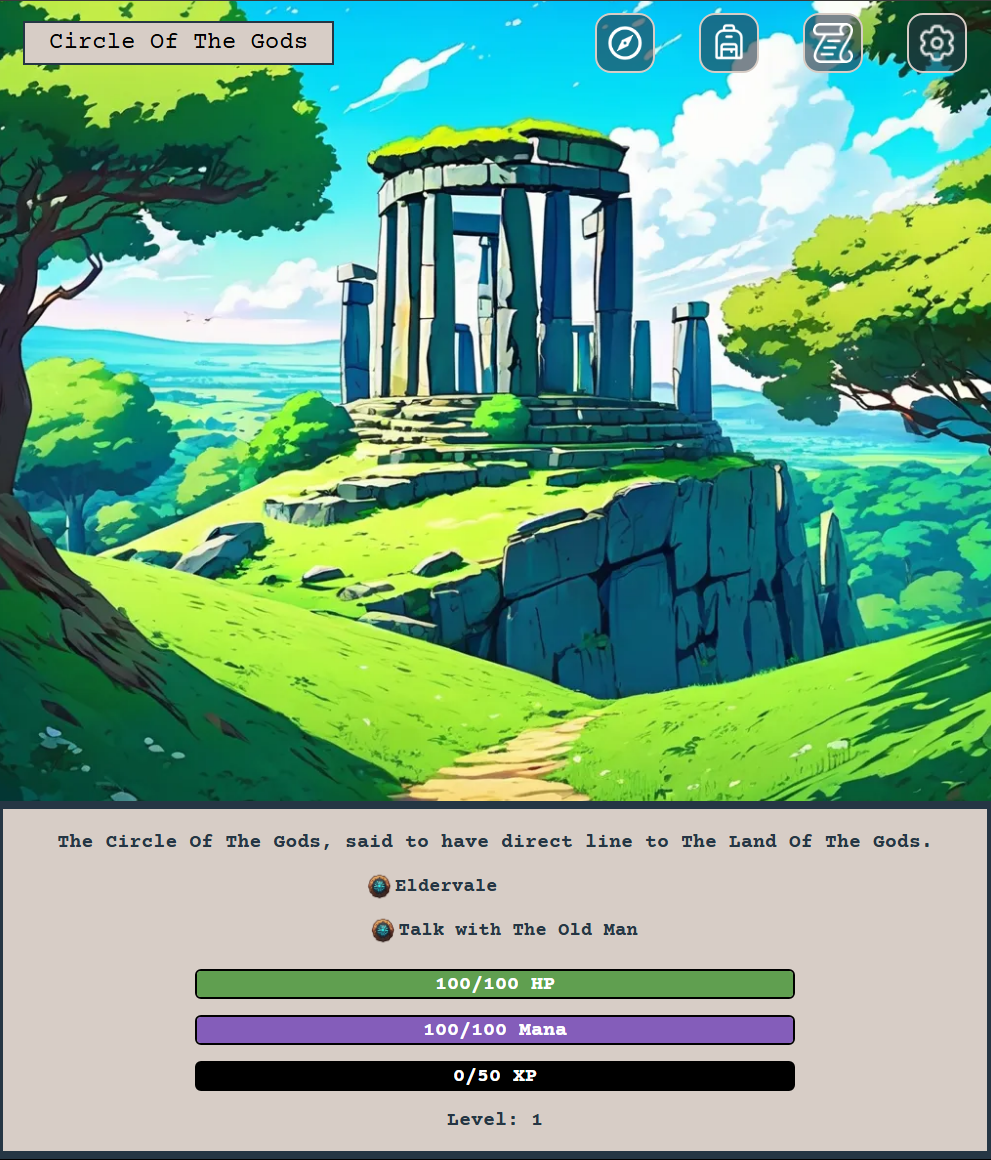 Circle Of The Gods
The Circle Of The Gods, said to have direct line to The Land Of The Gods.
Eldervale
Talk with The Old Man
100/100 HP
100/100 Mana
0/50 XP
Level: 1